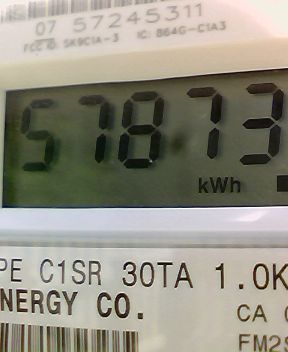 07 57245311
FCC ID: SK9C1A-3 IC: 864G-C1A3
57873
kWh
PE C1SR 30TA 1.0K
NERGY CO.
CA
FM2S